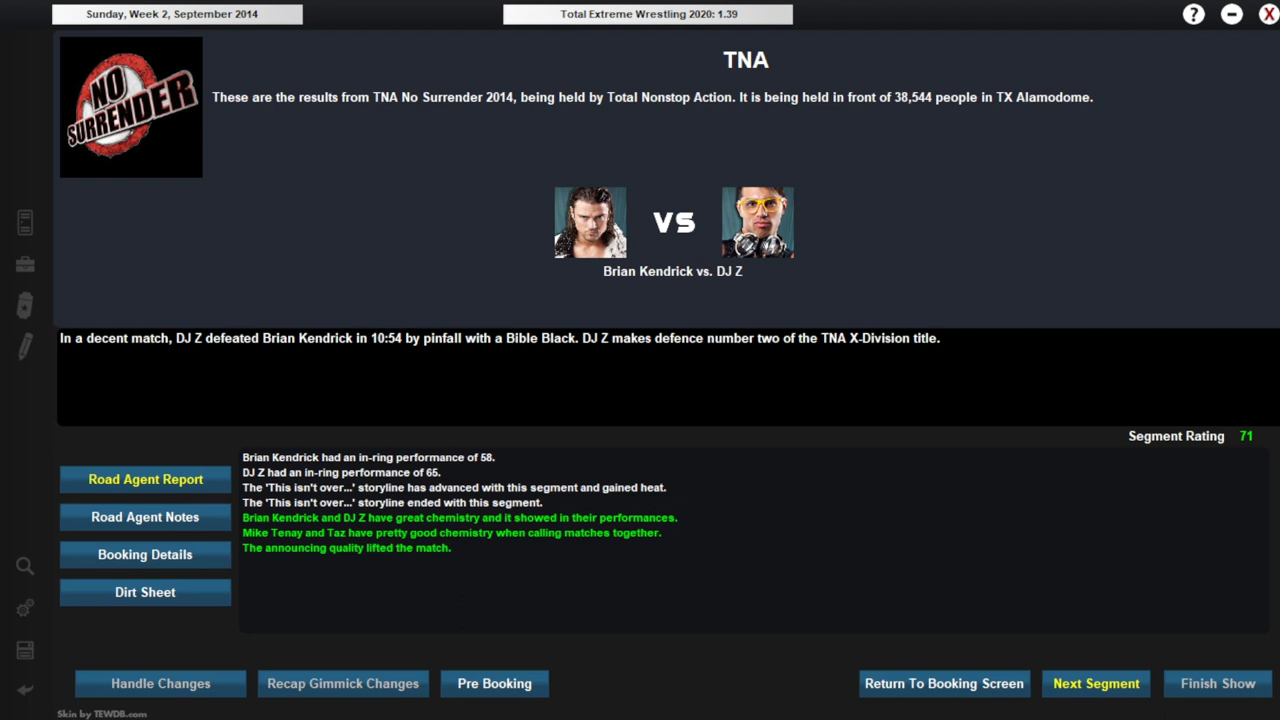 Sunday, Week 2, September 2014
Total Extreme Wrestling 2020: 1.39
?
X
NO
SURRENDER
TNA
These are the results from TNA No Surrender 2014, being held by Total Nonstop Action. It is being held in front of 38,544 people in TX Alamodome.
VS
Brian Kendrick vs. DJ Z
In a decent match, DJ Z defeated Brian Kendrick in 10:54 by pinfall with a Bible Black. DJ Z makes defence number two of the TNA X-Division title.
Segment Rating 71
Road Agent Report
Road Agent Notes
Booking Details
Dirt Sheet
Brian Kendrick had an in-ring performance of 58.
DJ Z had an in-ring performance of 65.
The 'This isn't over...' storyline has advanced with this segment and gained heat.
The 'This isn't over...' storyline ended with this segment.
Brian Kendrick and DJ Z have great chemistry and it showed in their performances.
Mike Tenay and Taz have pretty good chemistry when calling matches together.
The announcing quality lifted the match.
Handle Changes
Recap Gimmick Changes
Pre Booking
Return To Booking Screen
Next Segment
Finish Show
Skin by TEWDB.com